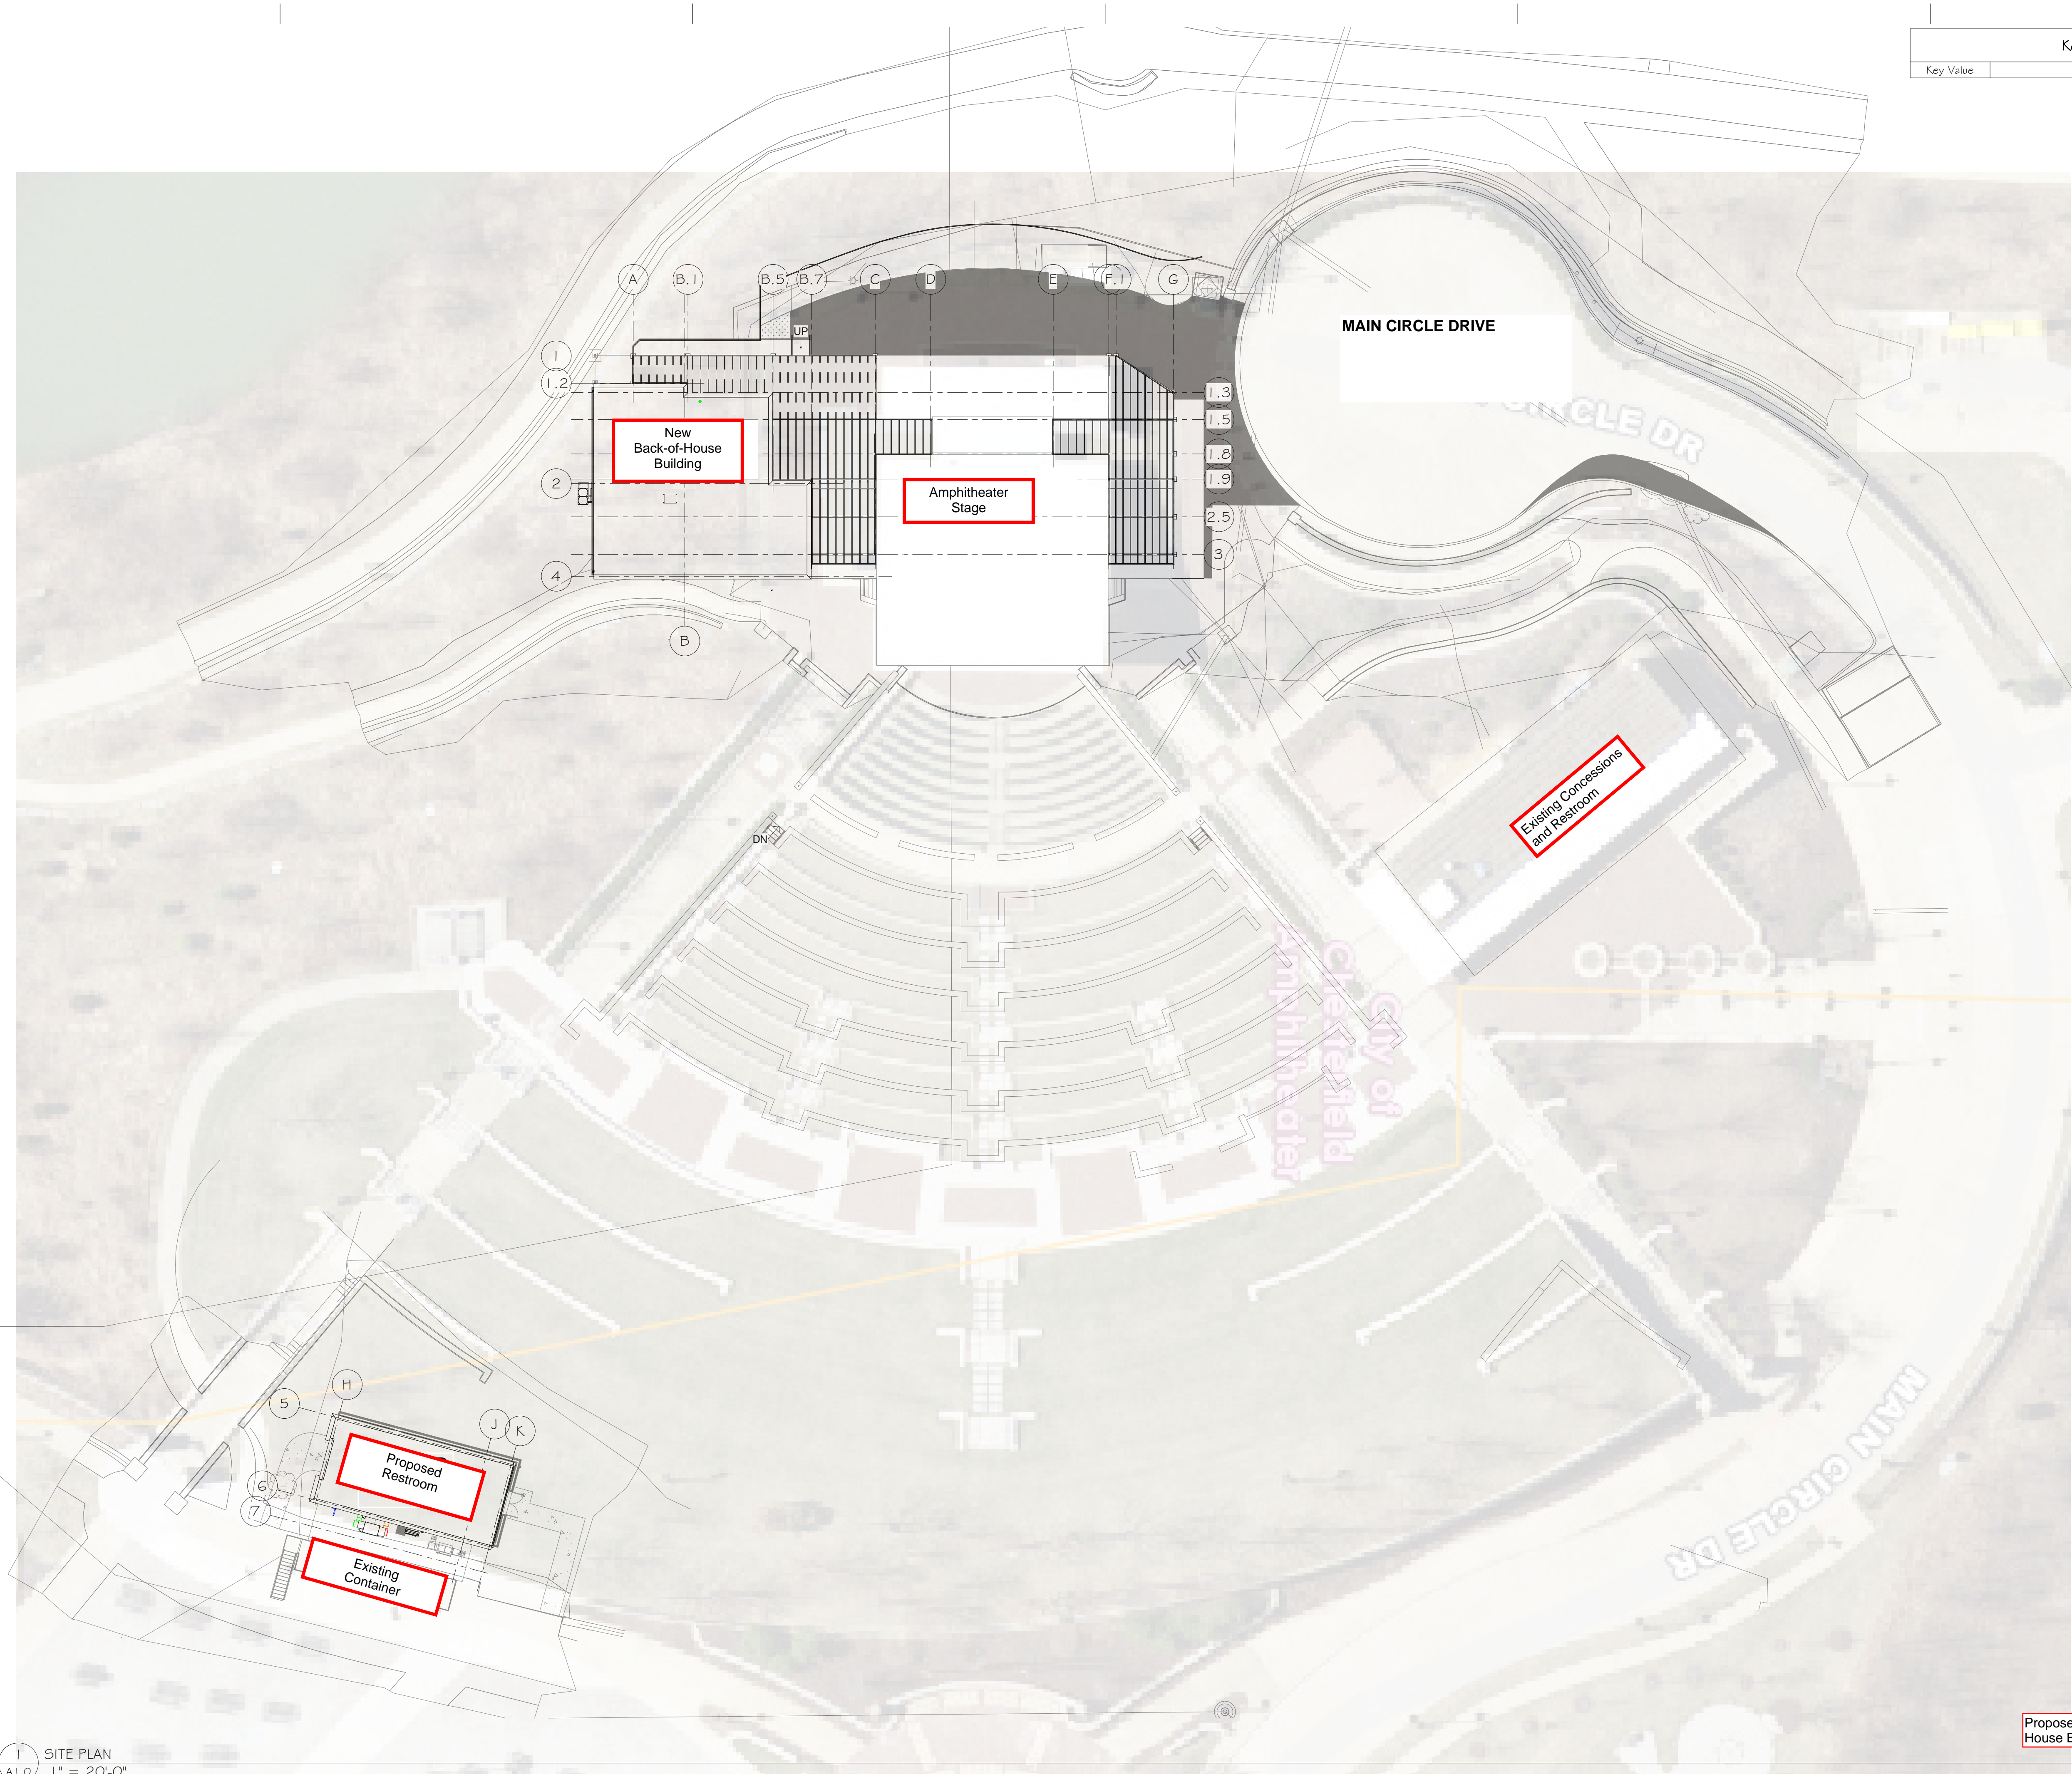 Key Value
A
B.1
B.5
B.7
C
D
E
F.1
G
UP
MAIN CIRCLE DRIVE
1
1.2
1.3
1.5
1.8
1.9
2.5
3
CIRCLE DR
New
Back-of-House
Building
2
Amphitheater
Stage
4
B
Existing Concessions
and Restroom
DN
City of
Chesterfield
Amphitheater
H
5
J
K
Proposed
Restroom
6
7
Existing
Container
MAIN CIRCLE DR
1
SITE PLAN
A1.0
1" = 20'-0"